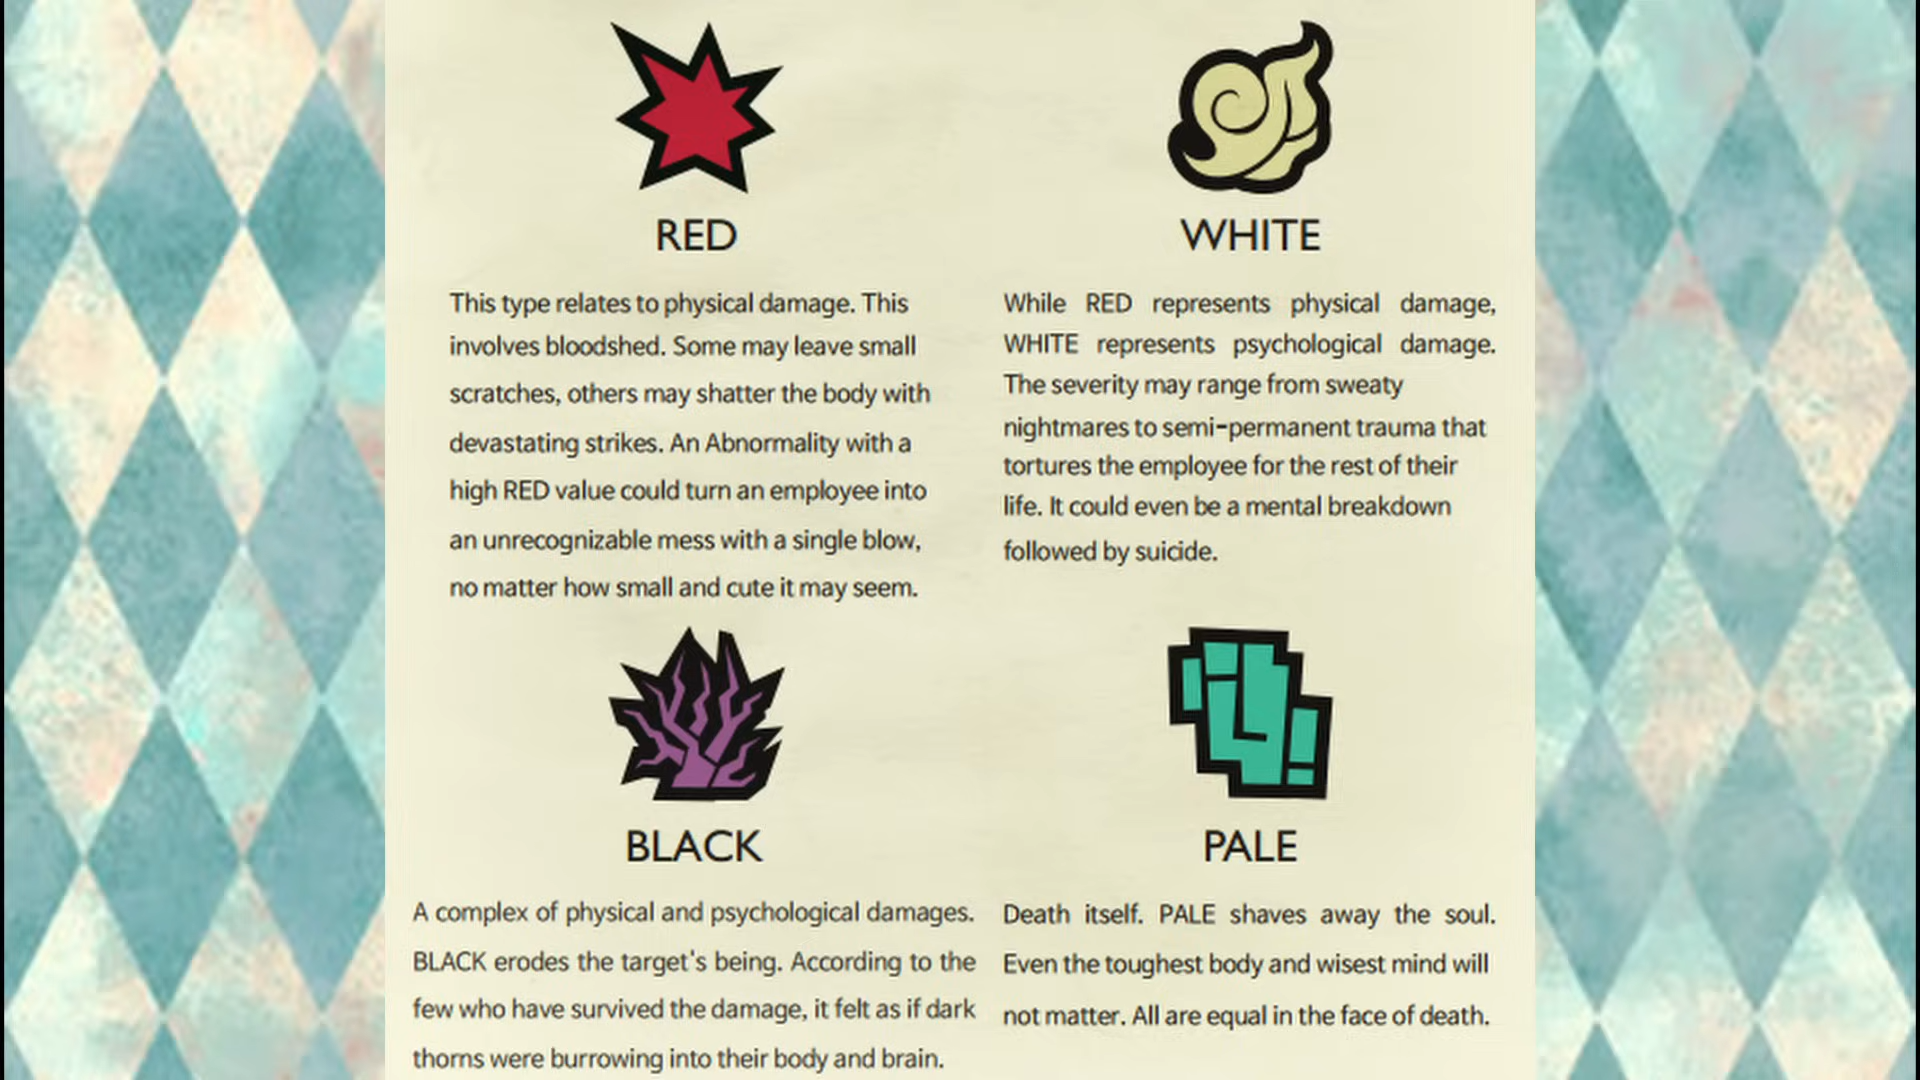 RED
This type relates to physical damage. This
involves bloodshed. Some may leave small
scratches, others may shatter the body with
devastating strikes. An Abnormality with a
high RED value could turn an employee into
an unrecognizable mess with a single blow,
no matter how small and cute it may seem.
WHITE
While RED represents physical damage,
WHITE represents psychological damage.
The severity may range from sweaty
nightmares to semi-permanent trauma that
tortures the employee for the rest of their
life. It could even be a mental breakdown
followed by suicide.
BLACK
A complex of physical and psychological damages.
BLACK erodes the target's being. According to the
few who have survived the damage, it felt as if dark
thorns were burrowing into their body and brain.
PALE
Death itself. PALE shaves away the soul.
Even the toughest body and wisest mind will
not matter. All are equal in the face of death.